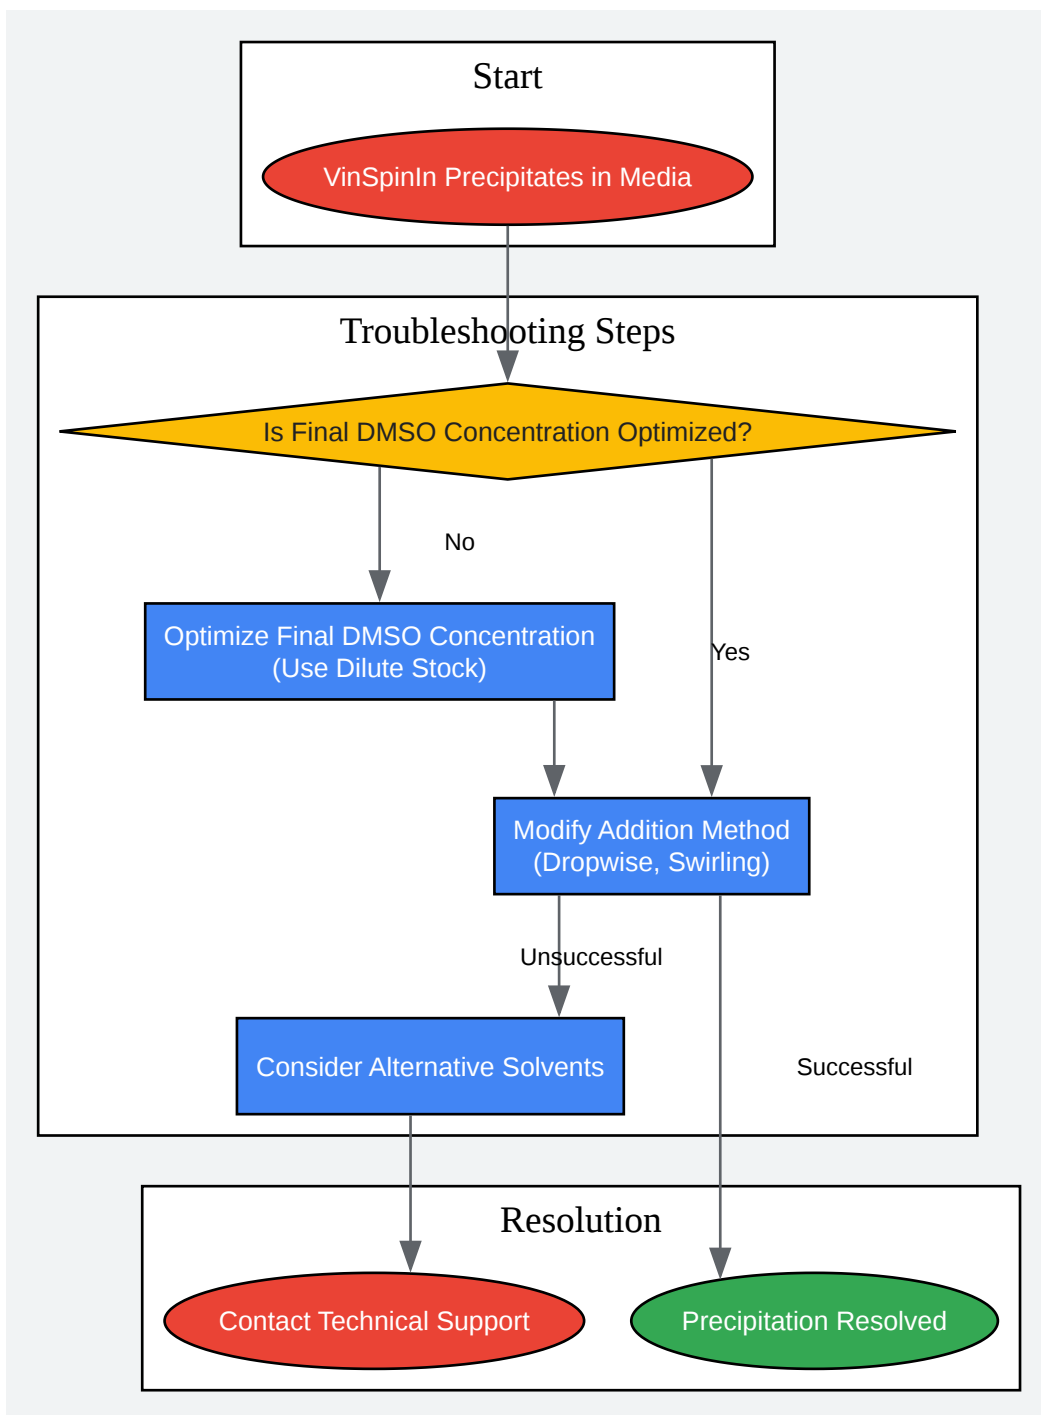 Start
VinSpinIn Precipitates in Media
Troubleshooting Steps
Is Final DMSO Concentration Optimized?
No
Optimize Final DMSO Concentration
(Use Dilute Stock)
Yes
Modify Addition Method
(Dropwise, Swirling)
Unsuccessful
Consider Alternative Solvents
Successful
Resolution
Contact Technical Support
Precipitation Resolved